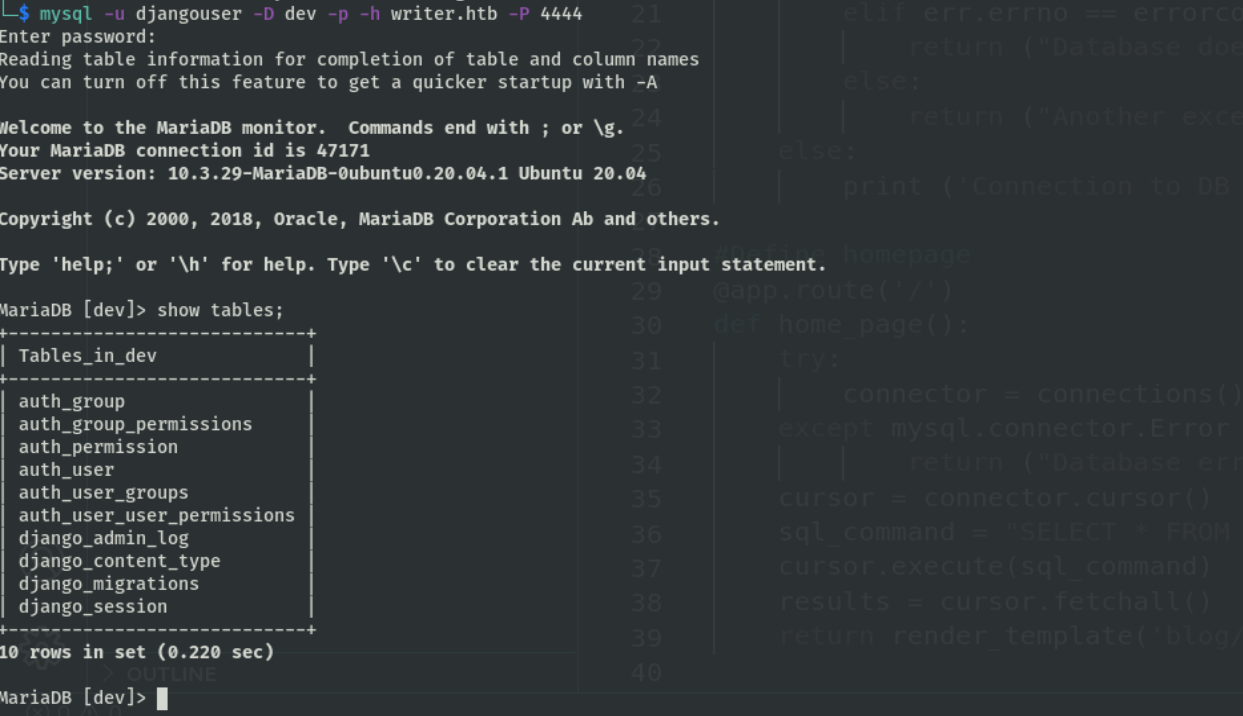 └─$ mysql -u djangouser -D dev -p -h writer.htb -P 4444
Enter password:
Reading table information for completion of table and column names
You can turn off this feature to get a quicker startup with -A
Welcome to the MariaDB monitor.  Commands end with ; or \g.
Your MariaDB connection id is 47171
Server version: 10.3.29-MariaDB-0ubuntu0.20.04.1 Ubuntu 20.04
Copyright (c) 2000, 2018, Oracle, MariaDB Corporation Ab and others.
Type 'help;' or '\h' for help. Type '\c' to clear the current input statement.
MariaDB [dev]> show tables;
+----------------------------+
| Tables_in_dev              |
+----------------------------+
| auth_group                 |
| auth_group_permissions     |
| auth_permission            |
| auth_user                  |
| auth_user_groups           |
| auth_user_user_permissions |
| django_admin_log           |
| django_content_type        |
| django_migrations          |
| django_session             |
+----------------------------+
10 rows in set (0.220 sec)
MariaDB [dev]>
OUTLINE
21 elif err.errno == errorco
22 return ("Database doe
23 else:
24 return ("Another exce
25 else:
26 print ('Connection to DB
27
28 #Define homepage
29 @app.route('/')
30 def home_page():
31 try:
32 connector = connections()
33 except mysql.connector.Error
34 return ("Database err
35 cursor = connector.cursor()
36 sql_command = "SELECT * FROM
37 cursor.execute(sql_command)
38 results = cursor.fetchall()
39 return render_template('blog/
40